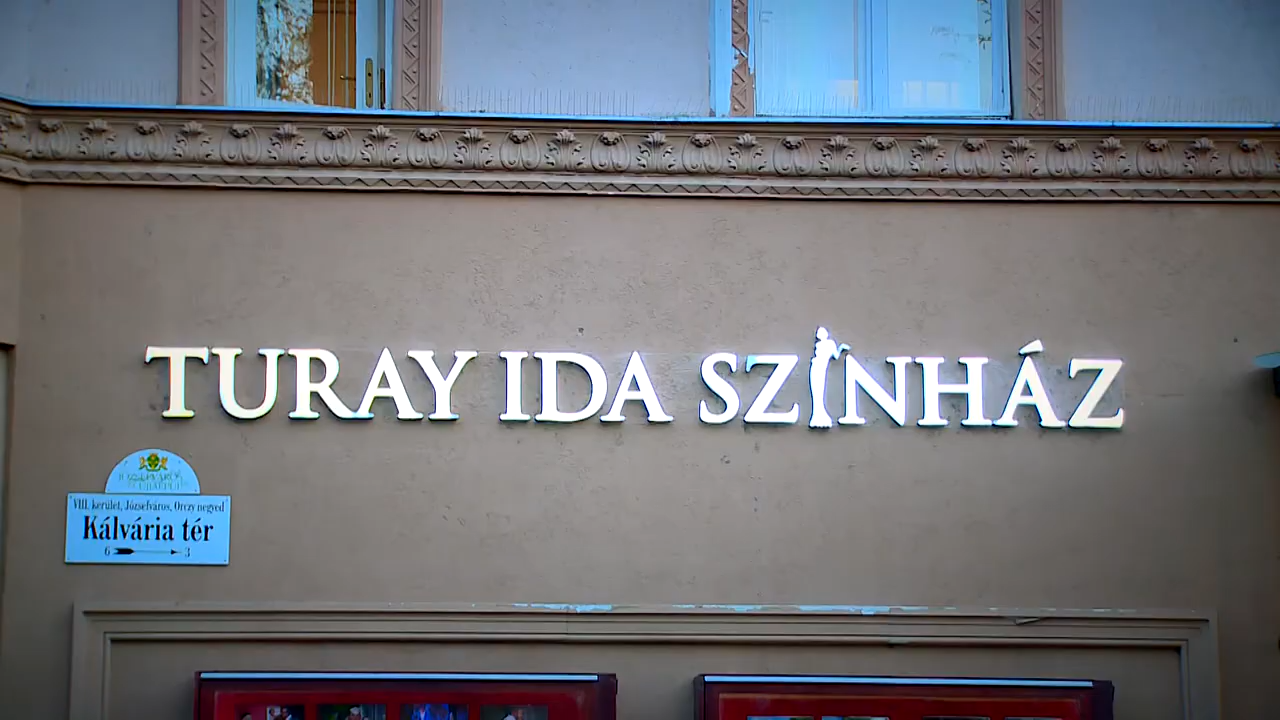 TURAY IDA SZÍNHÁZ
VIII. kerület, Józsefváros, Orczy negyed
Kálvária tér
6 3